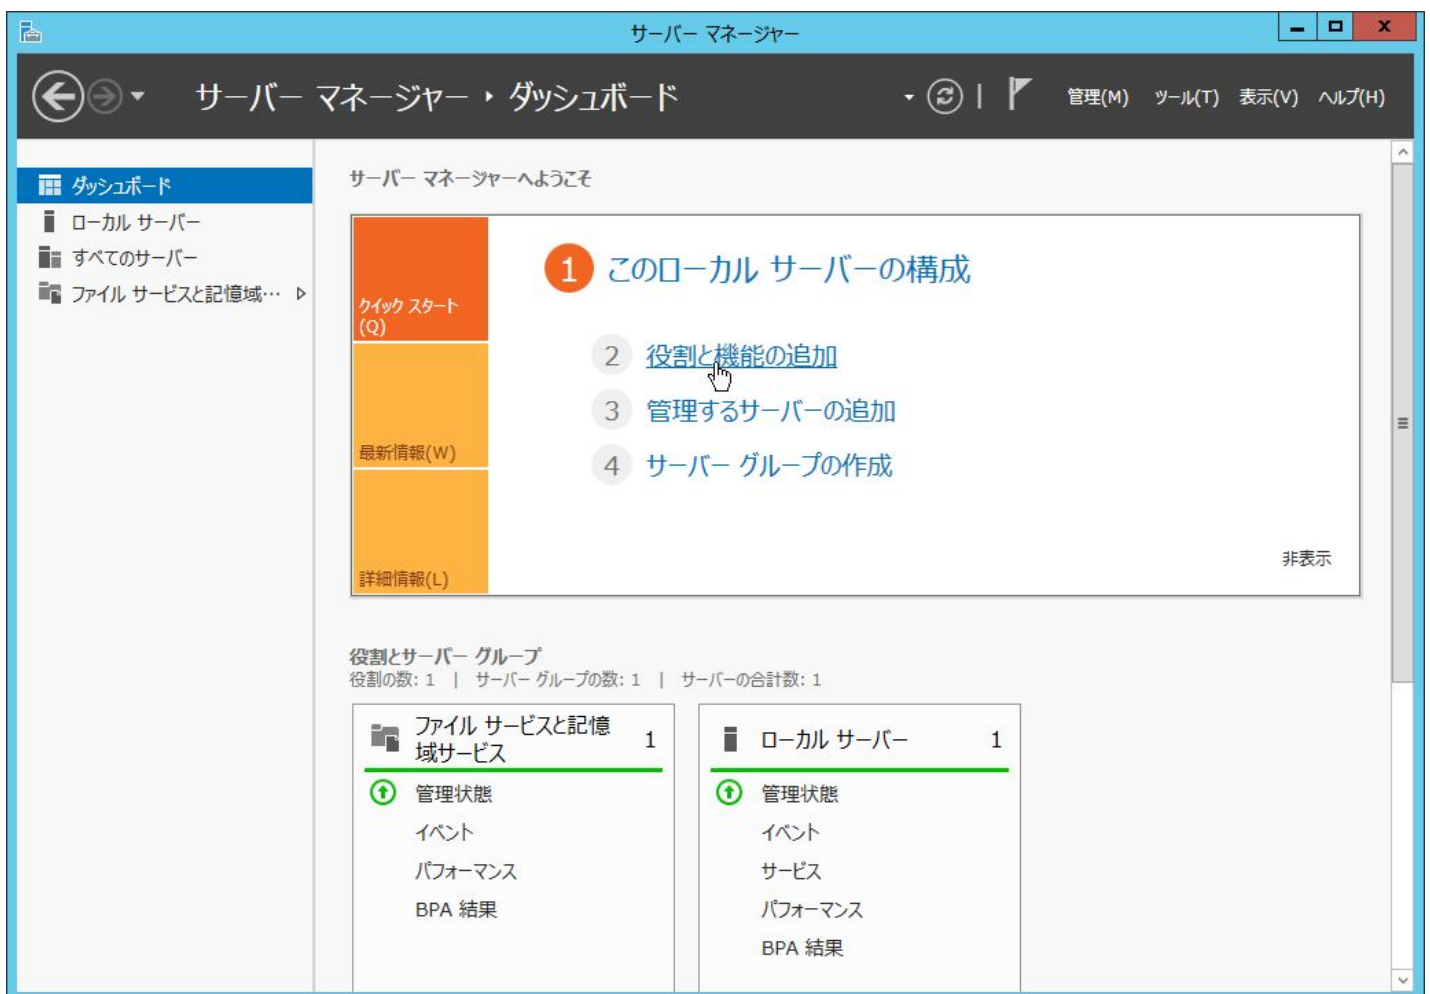 サーバー マネージャー
サーバー マネージャー ダッシュボード
管理(M) ツール(T) 表示(V) ヘルプ(H)
ダッシュボード
ローカル サーバー
すべてのサーバー
ファイル サービスと記憶域…
サーバー マネージャーへようこそ
クイック スタート
(Q)
最新情報(W)
詳細情報(L)
1 このローカル サーバーの構成
2 役割と機能の追加
3 管理するサーバーの追加
4 サーバー グループの作成
非表示
役割とサーバー グループ
役割の数: 1 | サーバー グループの数: 1 | サーバーの合計数: 1
ファイル サービスと記憶
域サービス
1
管理状態
イベント
パフォーマンス
BPA 結果
ローカル サーバー 1
管理状態
イベント
サービス
パフォーマンス
BPA 結果